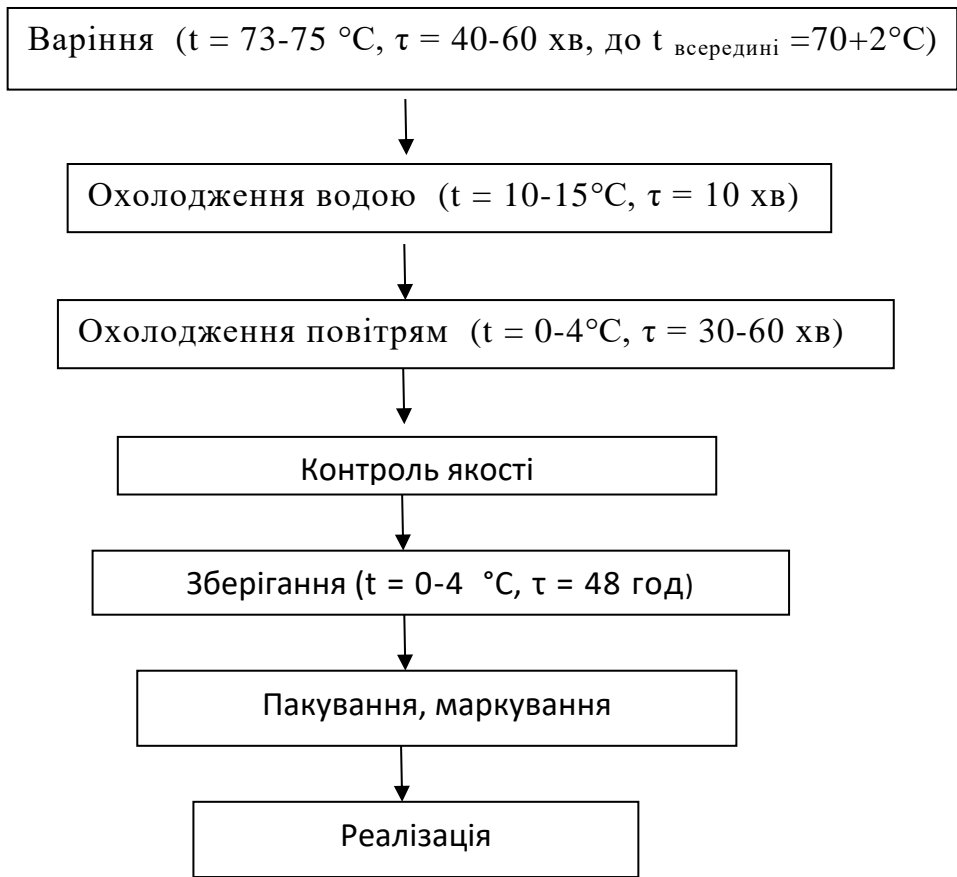 Варіння (t = 73-75 °С, τ = 40-60 хв, до t всередині =70+2°С)
Охолодження водою (t = 10-15°С, τ = 10 хв)
Охолодження повітрям (t = 0-4°С, τ = 30-60 хв)
Контроль якості
Зберігання (t = 0-4 °С, τ = 48 год)
Пакування, маркування
Реалізація